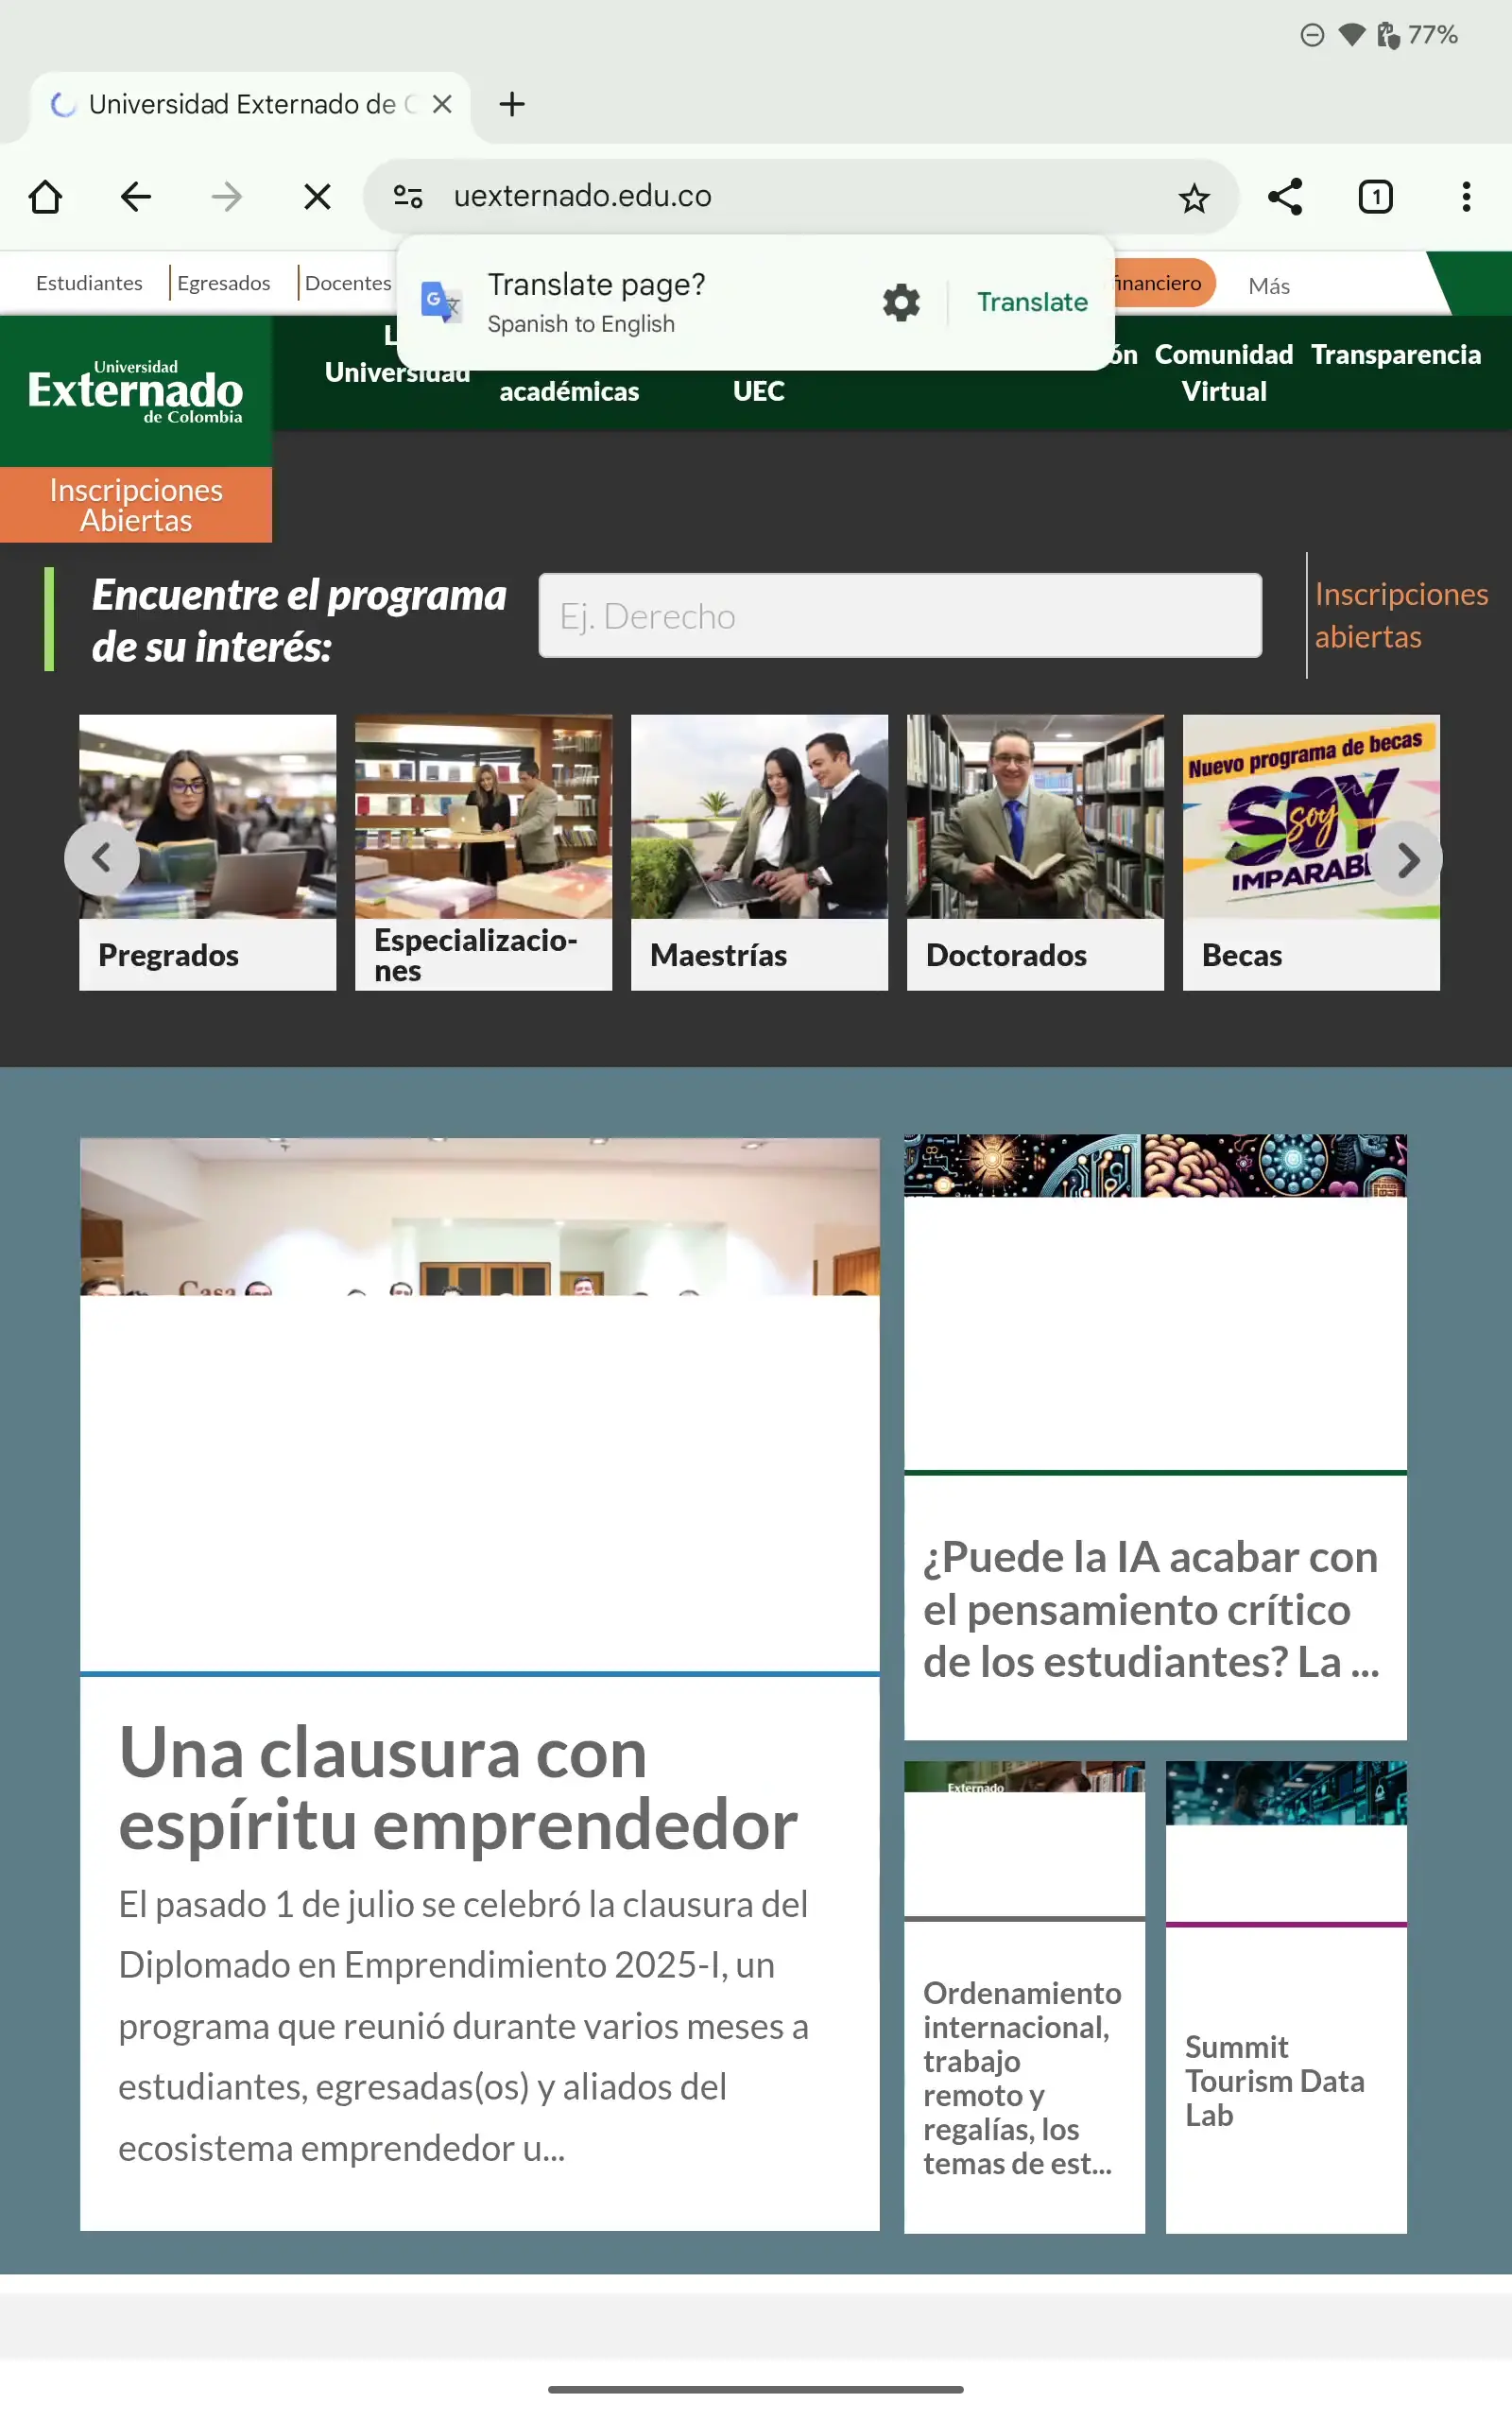 77%
Universidad Externado de
uexternado.edu.co
1
Translate page?
Spanish to English
Translate
Estudiantes
Egresados
Docentes
financiero
Más
Universidad
Externado
de Colombia
Universidad
académicas
UEC
Comunidad
Virtual
Transparencia
Inscripciones
Abiertas
Encuentre el programa
de su interés:
Ej. Derecho
Inscripciones
abiertas
Nuevo programa de becas
SOY
soy
Pregrados
Especializacio-
nes
Maestrías
Doctorados
Becas
Casa
¿Puede la IA acabar con
el pensamiento crítico
de los estudiantes? La ...
Una clausura con
espíritu emprendedor
El pasado 1 de julio se celebró la clausura del
Diplomado en Emprendimiento 2025-I, un
programa que reunió durante varios meses a
estudiantes, egresadas(os) y aliados del
ecosistema emprendedor u...
Externado
Ordenamiento
internacional,
trabajo
remoto y
regalías, los
temas de est...
Summit
Tourism Data
Lab